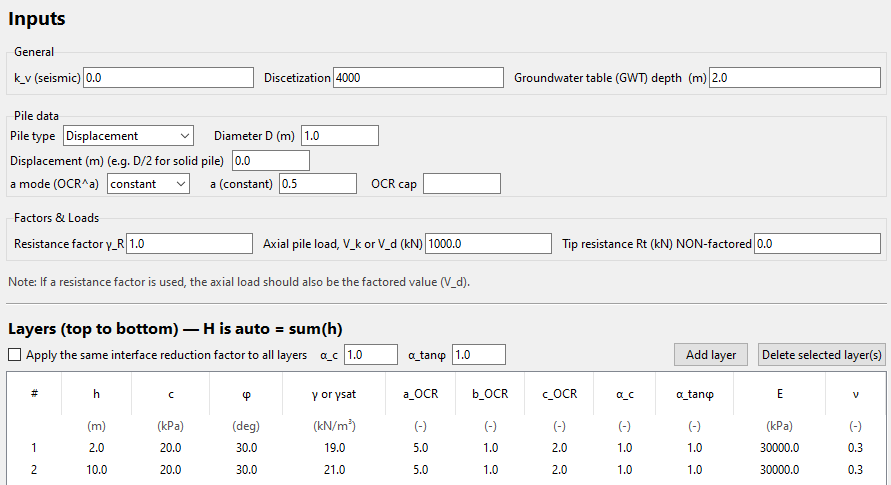 Inputs
General
k_v (seismic) 0.0 Discetization 4000 Groundwater table (GWT) depth (m) 2.0
Pile data
Pile type Displacement Diameter D (m) 1.0
Displacement (m) (e.g. D/2 for solid pile) 0.0
a mode (OCR^a) constant a (constant) 0.5 OCR cap
Factors & Loads
Resistance factor γ_R 1.0 Axial pile load, V_k or V_d (kN) 1000.0 Tip resistance Rt (kN) NON-factored 0.0
Note: If a resistance factor is used, the axial load should also be the factored value (V_d).
Layers (top to bottom) — H is auto = sum(h)
Apply the same interface reduction factor to all layers α_c 1.0 α_tanφ 1.0 Add layer Delete selected layer(s)
# h c φ γ or γsat a_OCR b_OCR c_OCR α_c α_tanφ E ν
(m) (kPa) (deg) (kN/m³) (-) (-) (-) (-) (-) (kPa) (-)
1 2.0 20.0 30.0 19.0 5.0 1.0 2.0 1.0 1.0 30000.0 0.3
2 10.0 20.0 30.0 21.0 5.0 1.0 2.0 1.0 1.0 30000.0 0.3